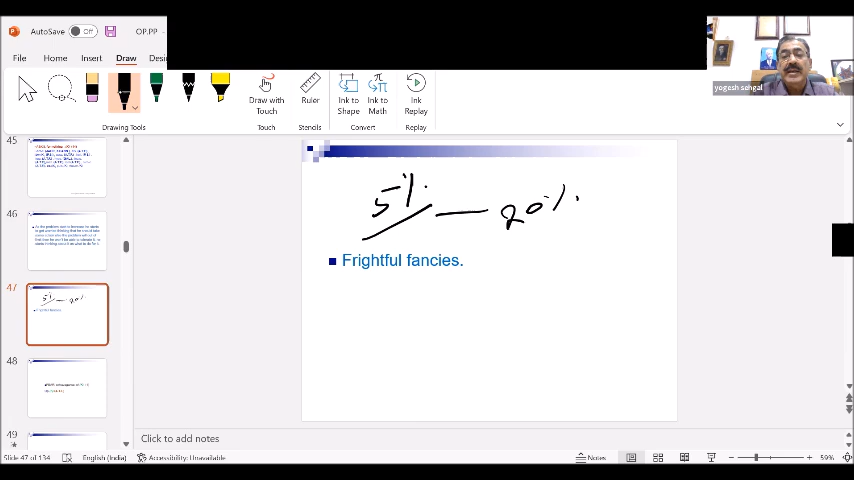 AutoSave
Off
OP.PP
File
Home
Insert
Draw
yogesh sehgal
Draw with
Touch
Ruler
Ink to
Shape
Ink to
Math
Ink
Replay
Drawing Tools
Touch
Stencils
Convert
Replay
45
46
47
48
49
5%
20%
Frightful fancies.
Click to add notes
Slide 47 of 134
English (India)
Accessibility: Unavailable
Notes
59%